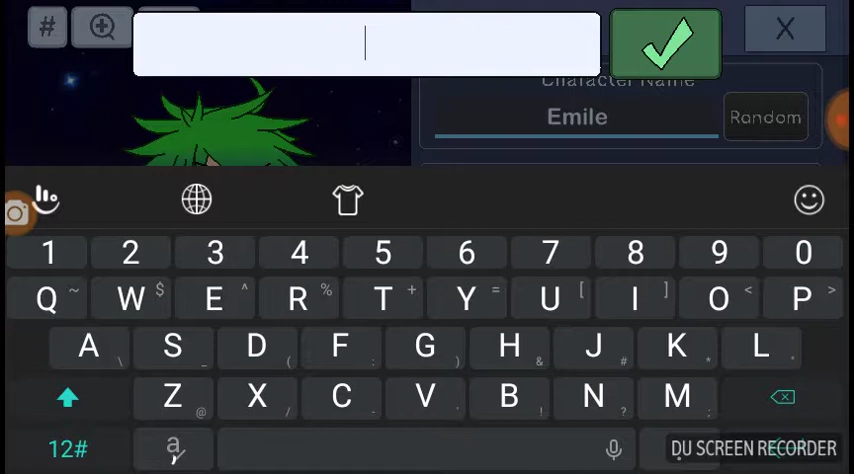 #
X
Character Name
Emile
Random
1 2 3 4 5 6 7 8 9 0
Q ~ W $ E ^ R % T + Y = U [ I ] O < P >
A \ S _ D ( F : G ) H & J # K * L
Z @ X / C - V B ! N ? M ;
12# a , DU SCREEN RECORDER